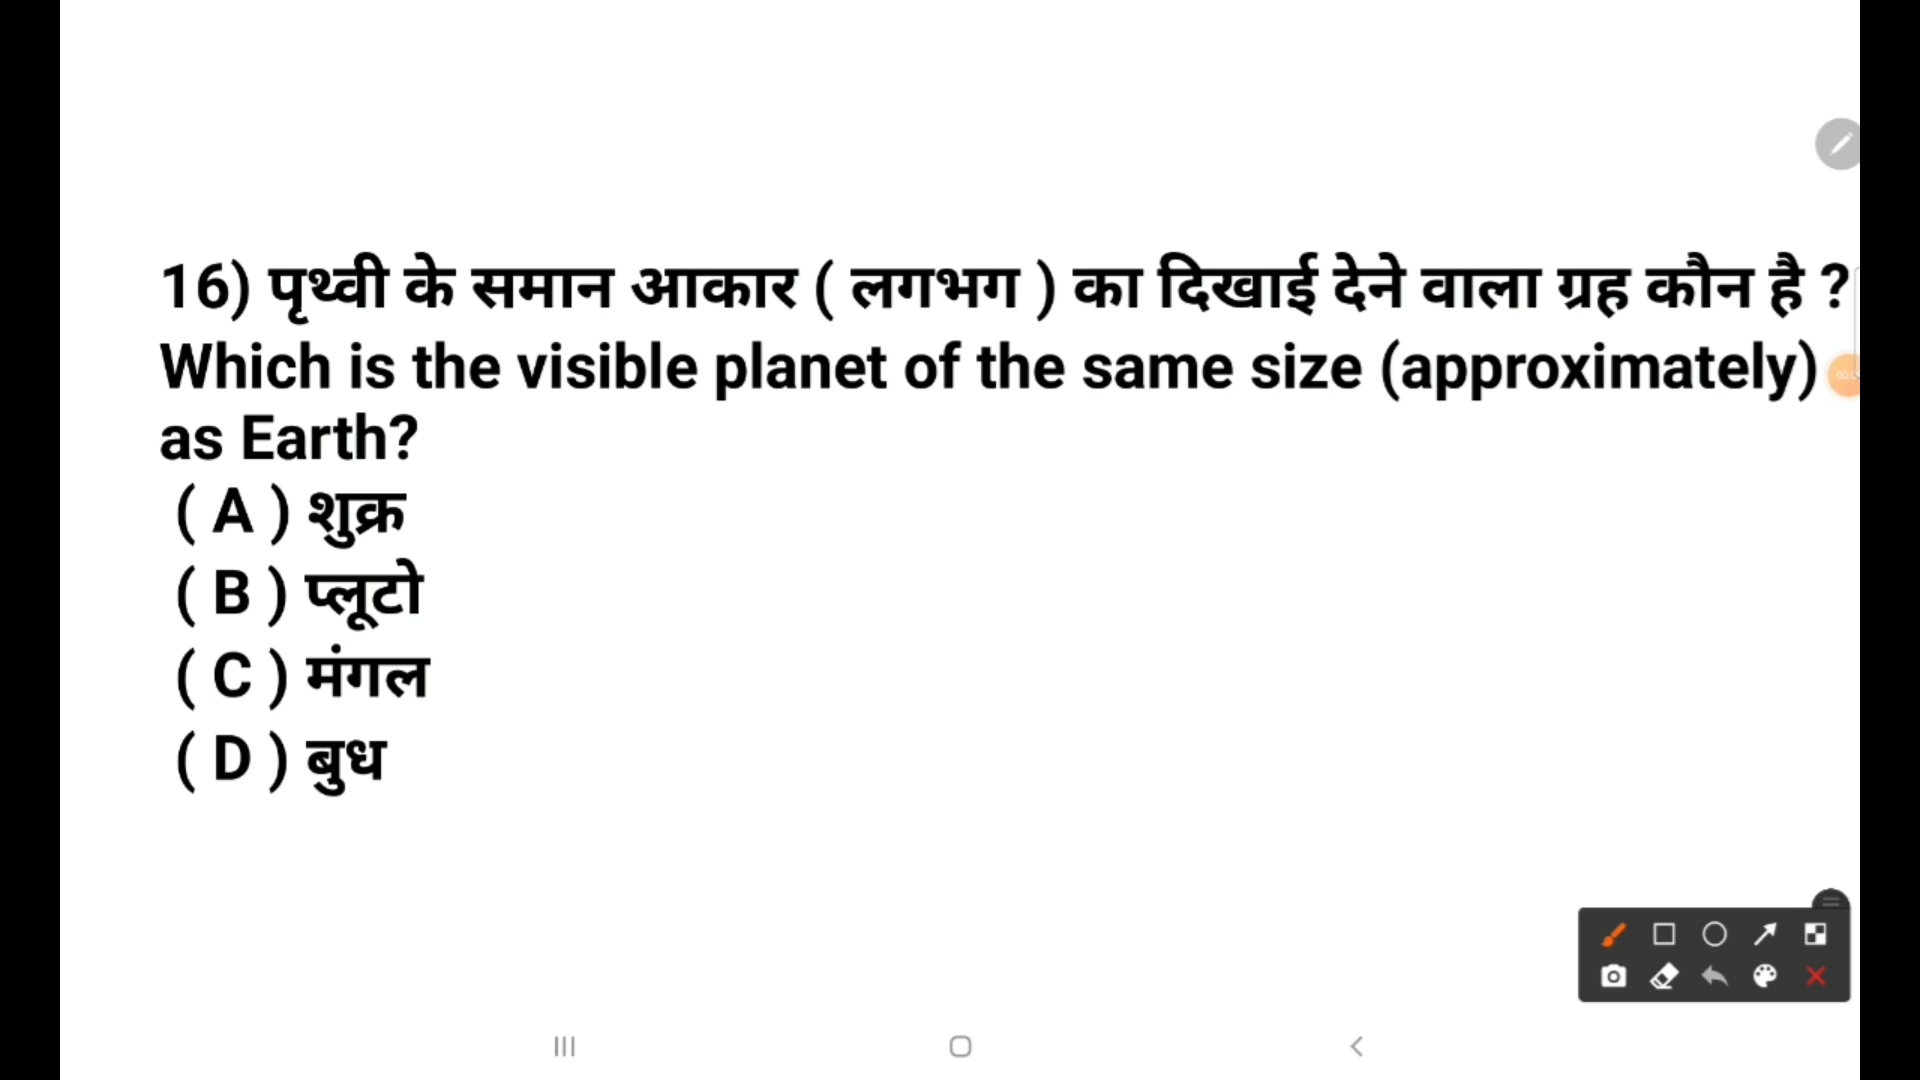 16) पृथ्वी के समान आकार ( लगभग ) का दिखाई देने वाला ग्रह कौन है ?
Which is the visible planet of the same size (approximately)
as Earth?
( A ) शुक्र
( B ) प्लूटो
( C ) मंगल
( D ) बुध